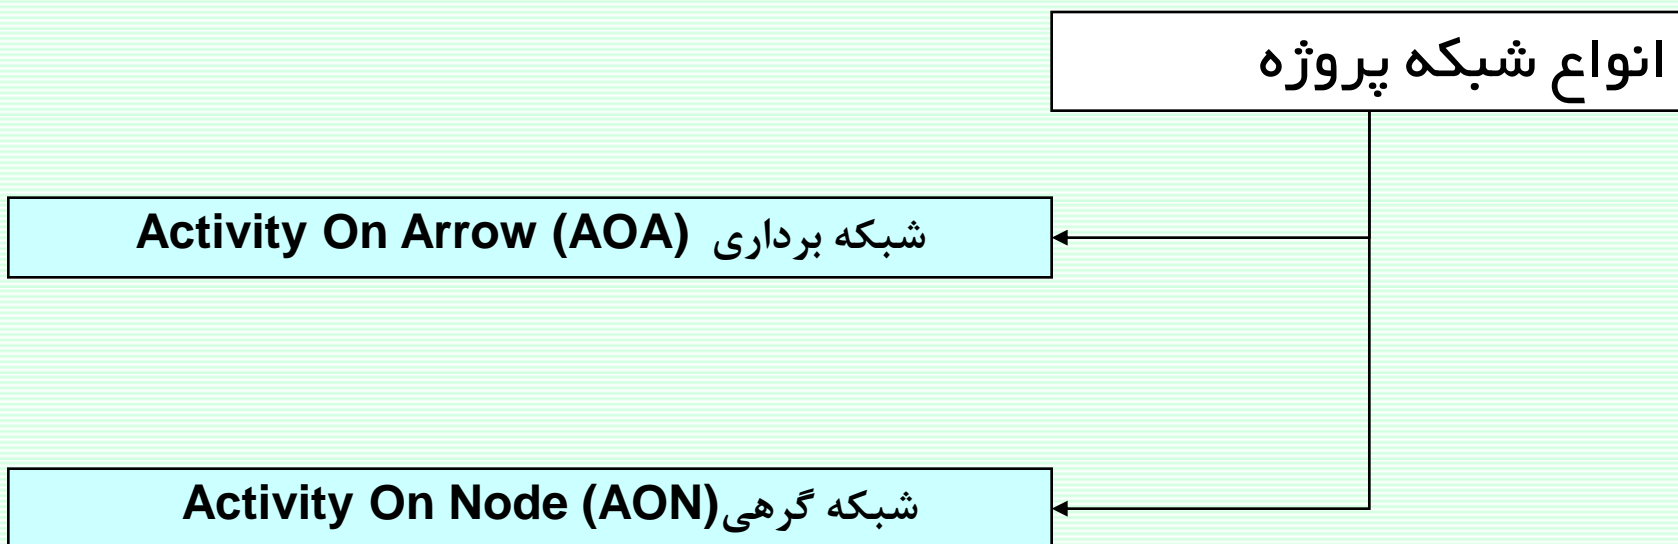 انواع شبکه پروژه
شبکه برداری Activity On Arrow (AOA)
شبکه گرهی Activity On Node (AON)